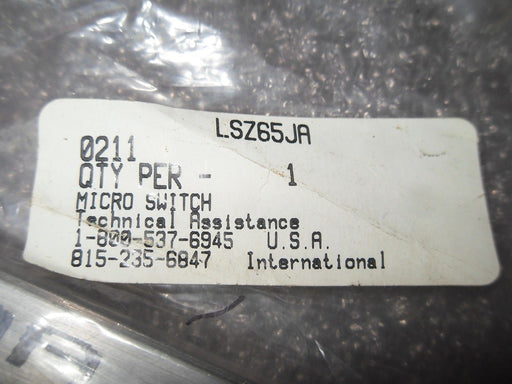 LSZ65JA
0211
QTY PER - 1
MICRO SWITCH
Technical Assistance
1-800-537-6945 U.S.A.
815-235-6847 International